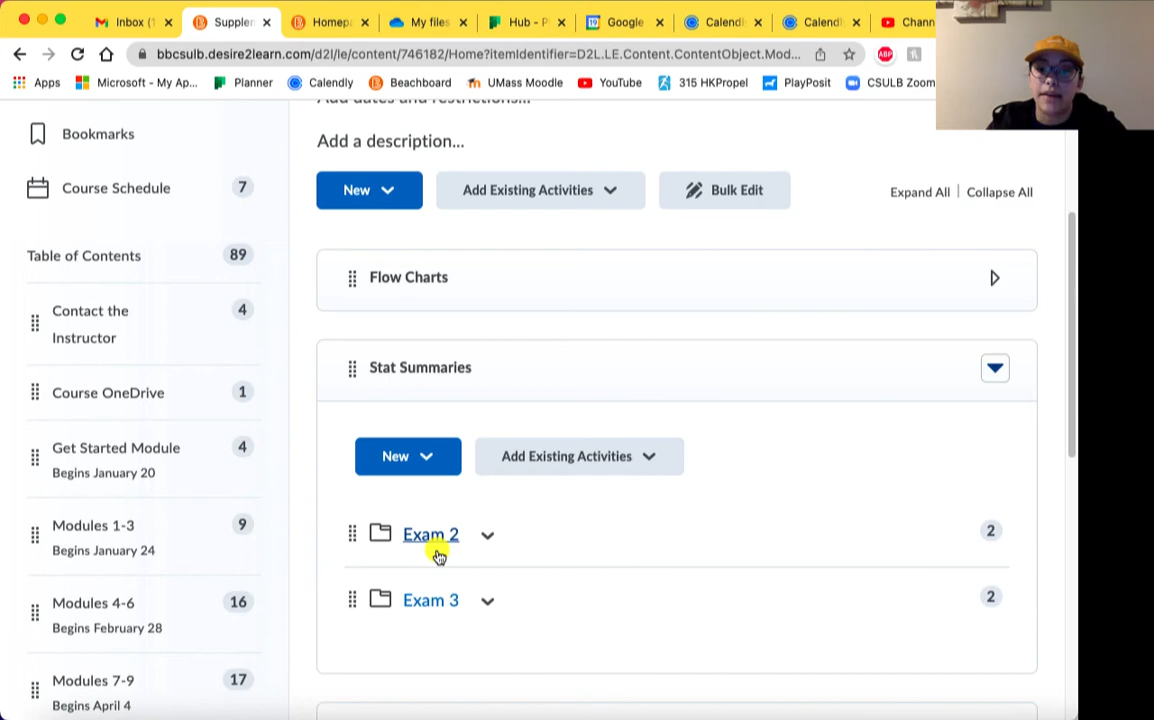 Inbox (1
Supplen
Homepa
My files
Hub - P
Google
Calendl
Calendl
Chann
bbcsulb.desire2learn.com/d2l/le/content/746182/Home?itemIdentifier=D2L.LE.Content.ContentObject.Mod...
ABP
Apps
Microsoft - My Ap...
Planner
Calendly
Beachboard
UMass Moodle
YouTube
315 HKPropel
PlayPosit
CSULB Zoom
Bookmarks
Course Schedule
7
Table of Contents
89
Contact the
Instructor
4
Course OneDrive
1
Get Started Module
4
Begins January 20
Modules 1-3
9
Begins January 24
Modules 4-6
16
Begins February 28
Modules 7-9
17
Begins April 4
Add dates and restrictions...
Add a description...
New
Add Existing Activities
Bulk Edit
Expand All | Collapse All
Flow Charts
Stat Summaries
New
Add Existing Activities
Exam 2
2
Exam 3
2